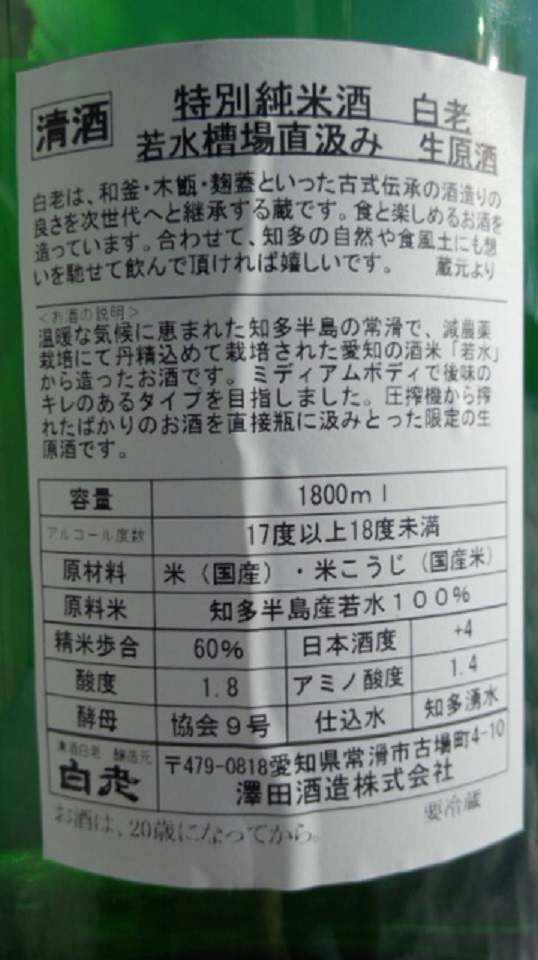 清酒
特別純米酒　白老
若水槽場直汲み　生原酒
白老は、和釜・木甑・麹蓋といった古式伝承の酒造りの
良さを次世代へと継承する蔵です。食と楽しめるお酒を
造っています。合わせて、知多の自然や食風土にも想
いを馳せて飲んで頂ければ嬉しいです。　蔵元より
＜お酒の説明＞
温暖な気候に恵まれた知多半島の常滑で、減農薬
栽培にて丹精込めて栽培された愛知の酒米「若水」
から造ったお酒です。ミディアムボディで後味の
キレのあるタイプを目指しました。圧搾機から搾
れたばかりのお酒を直接瓶に汲みとった限定の生
原酒です。
容量　1800ｍｌ
アルコール度数　17度以上18度未満
原材料　米（国産）・米こうじ（国産米）
原料米　知多半島産若水１００％
精米歩合　60％　日本酒度　+4
酸度　1.8　アミノ酸度　1.4
酵母　協会９号　仕込水　知多湧水
清酒白老　醸造元
白老
〒479-0818愛知県常滑市古場町4-10
澤田酒造株式会社
お酒は、20歳になってから。　要冷蔵